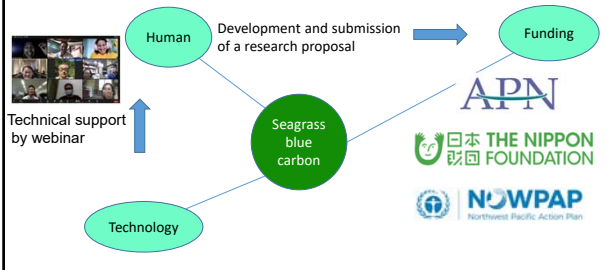 Human
Development and submission
of a research proposal
Funding
Technical support
by webinar
Seagrass
blue
carbon
Technology
APN
日本 THE NIPPON
財団 FOUNDATION
NOWPAP
Northwest Pacific Action Plan